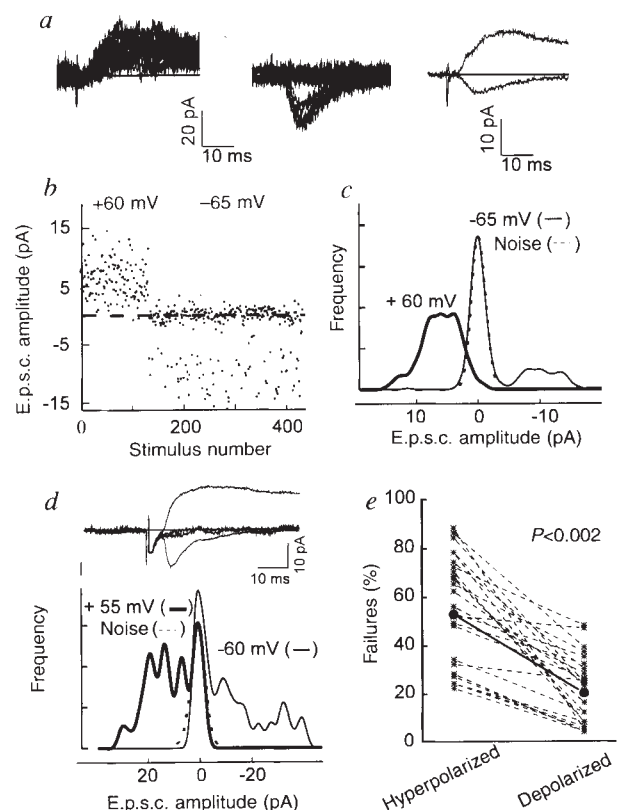 a
20 pA
10 ms
10 pA
10 ms
b
+60 mV
–65 mV
E.p.s.c. amplitude (pA)
15
5
-5
-15
0
200
400
Stimulus number
c
-65 mV (—)
Noise (---)
+ 60 mV
Frequency
10
0
-10
E.p.s.c. amplitude (pA)
d
10 ms
10 pA
+ 55 mV (—)
Noise (---)
-60 mV (—)
Frequency
20
0
-20
E.p.s.c. amplitude (pA)
e
P<0.002
Failures (%)
100
80
60
40
20
0
Hyperpolarized
Depolarized